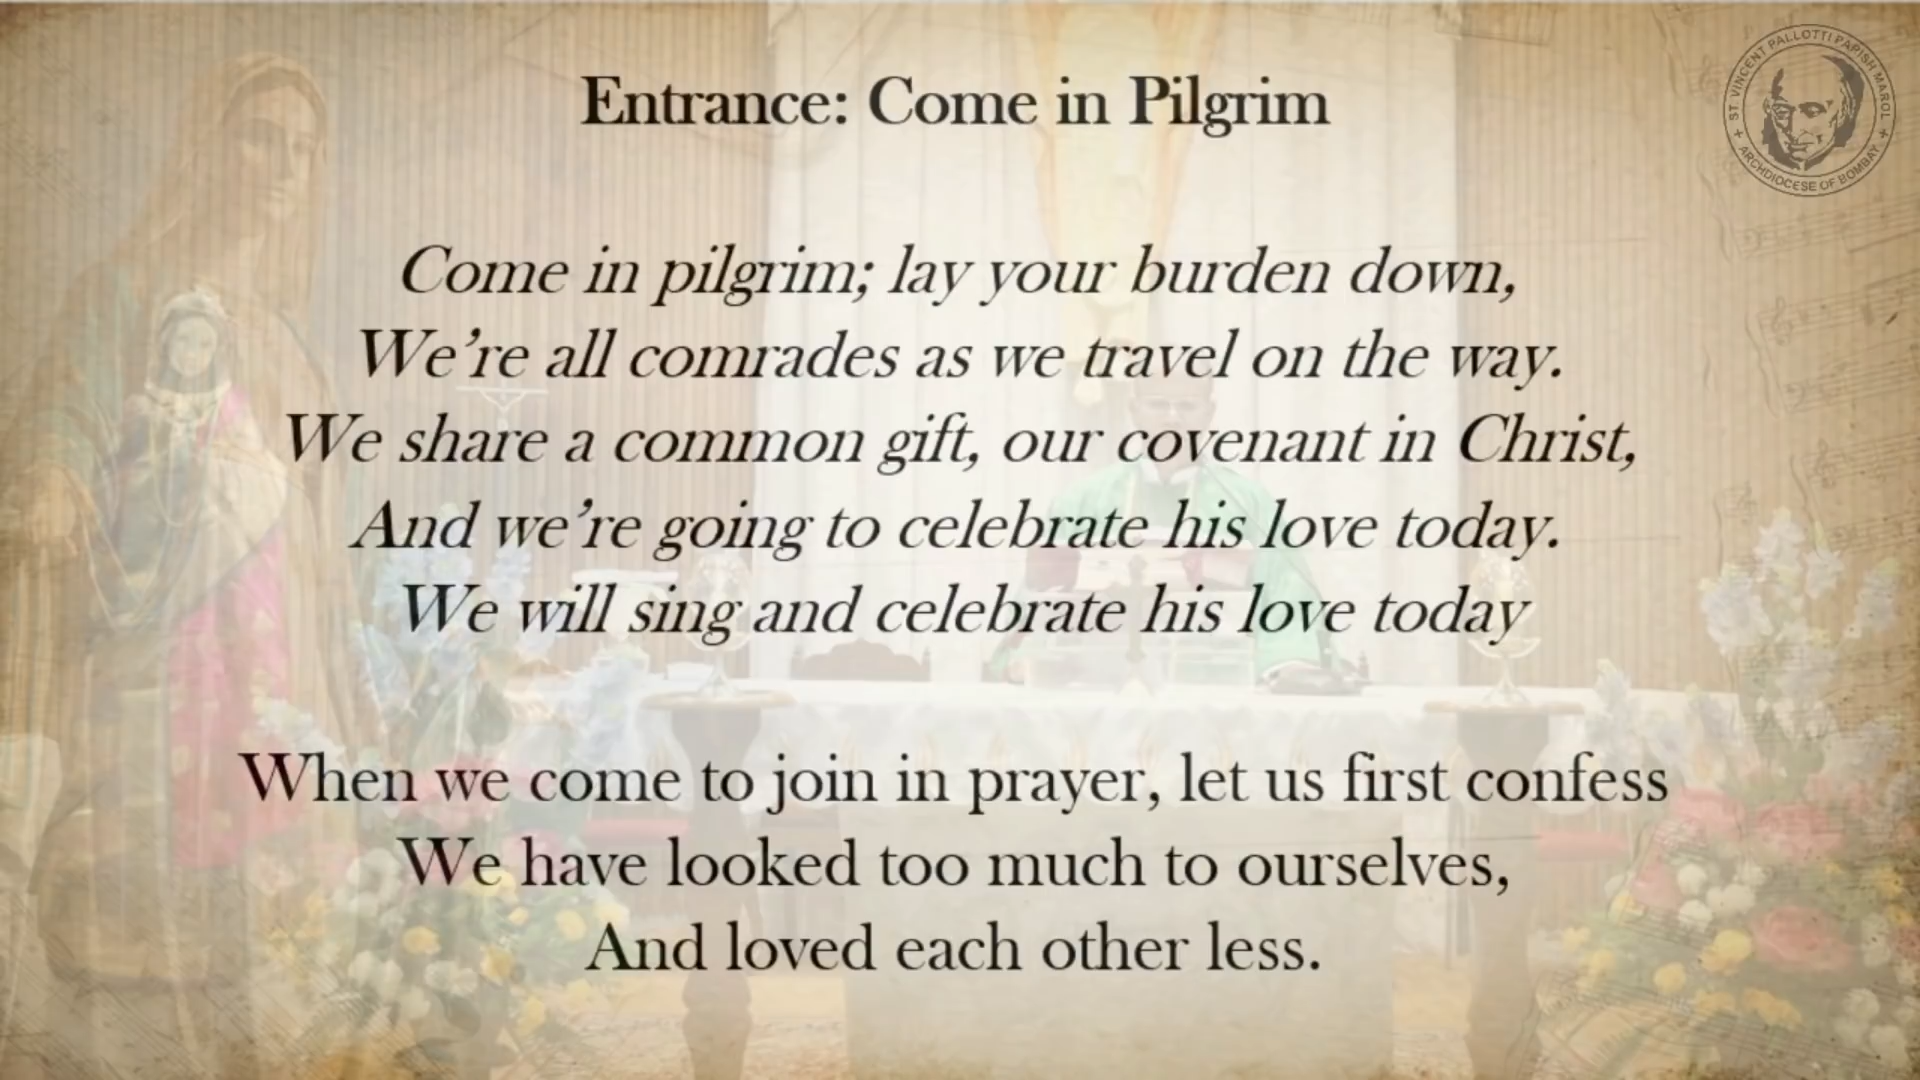 Entrance: Come in Pilgrim
ST VINCENT PALLOTTI PARISH MAROL
ARCHDIOCESE OF BOMBAY
Come in pilgrim; lay your burden down,
We’re all comrades as we travel on the way.
We share a common gift, our covenant in Christ,
And we’re going to celebrate his love today.
We will sing and celebrate his love today
When we come to join in prayer, let us first confess
We have looked too much to ourselves,
And loved each other less.